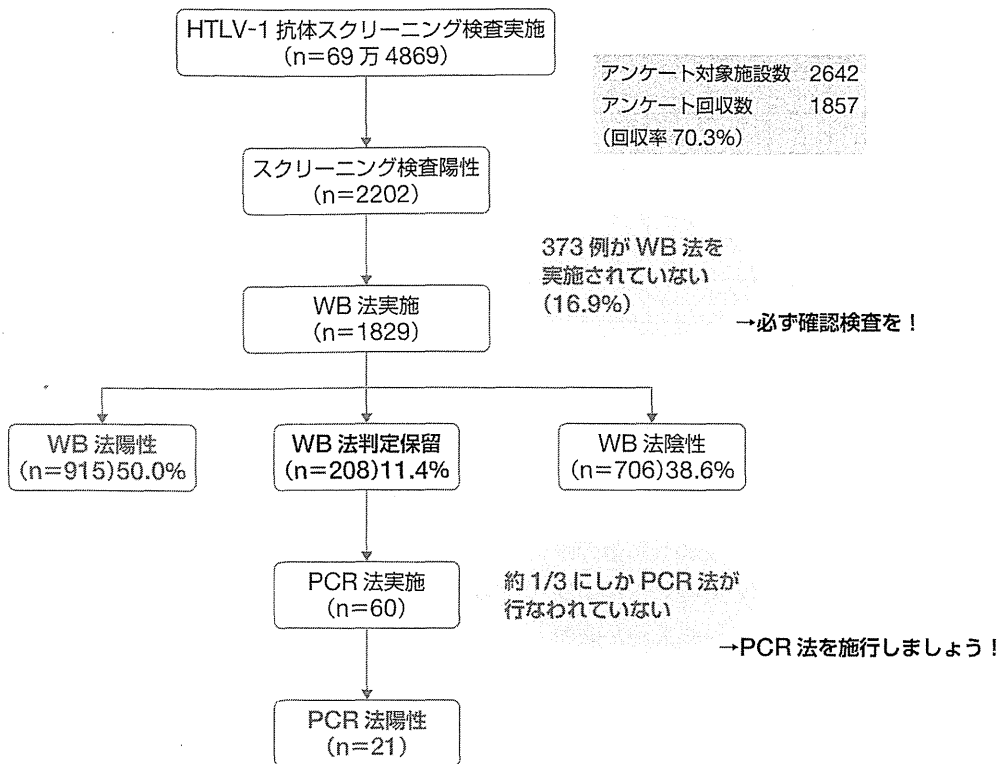 HTLV-1 抗体スクリーニング検査実施
(n=69 万 4869)
アンケート対象施設数 2642
アンケート回収数 1857
(回収率 70.3%)
スクリーニング検査陽性
(n=2202)
373 例が WB 法を
実施されていない
(16.9%)
→必ず確認検査を!
WB 法実施
(n=1829)
WB 法陽性
(n=915)50.0%
WB 法判定保留
(n=208)11.4%
WB 法陰性
(n=706)38.6%
PCR 法実施
(n=60)
約 1/3 にしか PCR 法が
行なわれていない
→PCR 法を施行しましょう!
PCR 法陽性
(n=21)